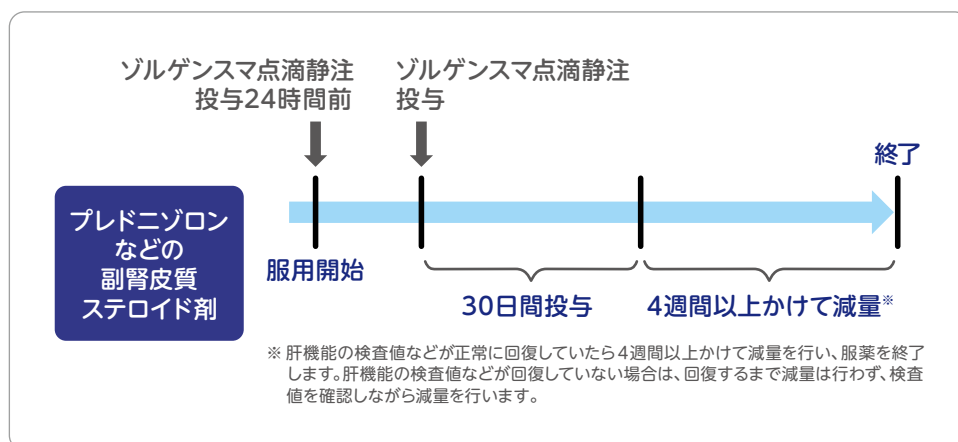 ゾルゲンスマ点滴静注
投与24時間前
ゾルゲンスマ点滴静注
投与
終了
プレドニゾロン
などの
副腎皮質
ステロイド剤
服用開始
30日間投与
4週間以上かけて減量※
※ 肝機能の検査値などが正常に回復していたら4週間以上かけて減量を行い、服薬を終了
します。肝機能の検査値などが回復していない場合は、回復するまで減量は行わず、検査
値を確認しながら減量を行います。